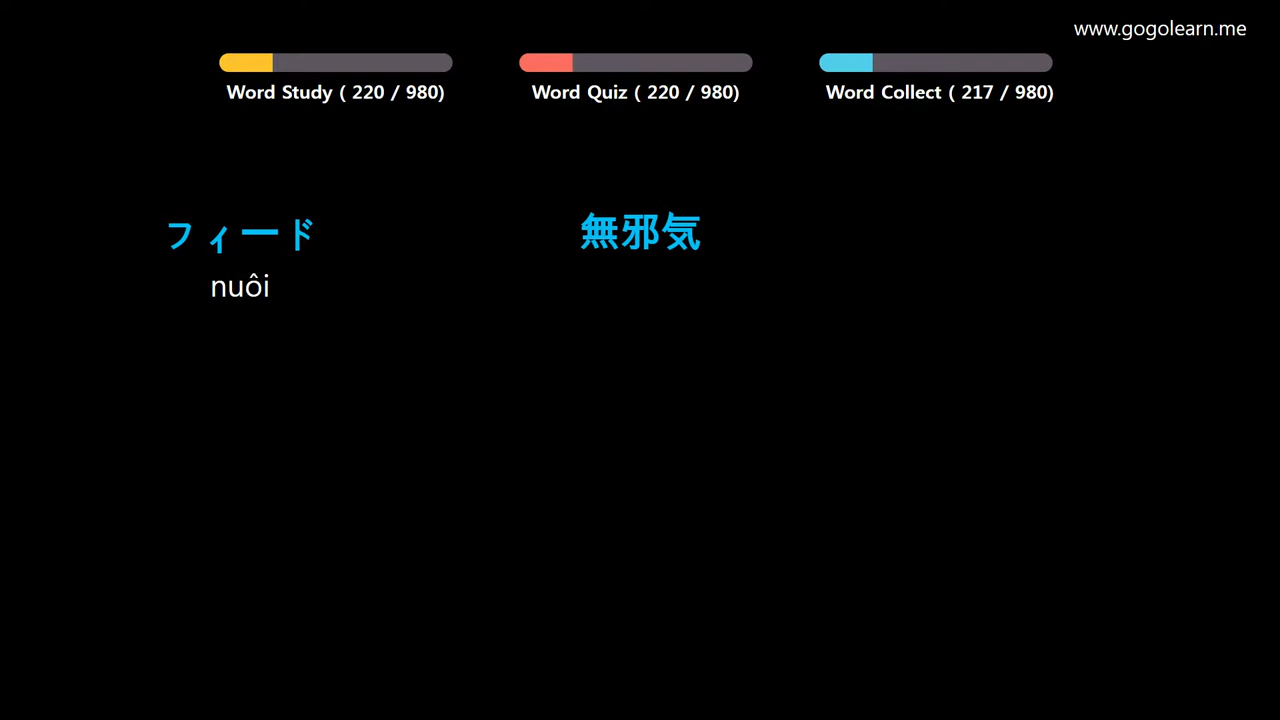 www.gogolearn.me
Word Study ( 220 / 980)
Word Quiz ( 220 / 980)
Word Collect ( 217 / 980)
フィード
無邪気
nuôi